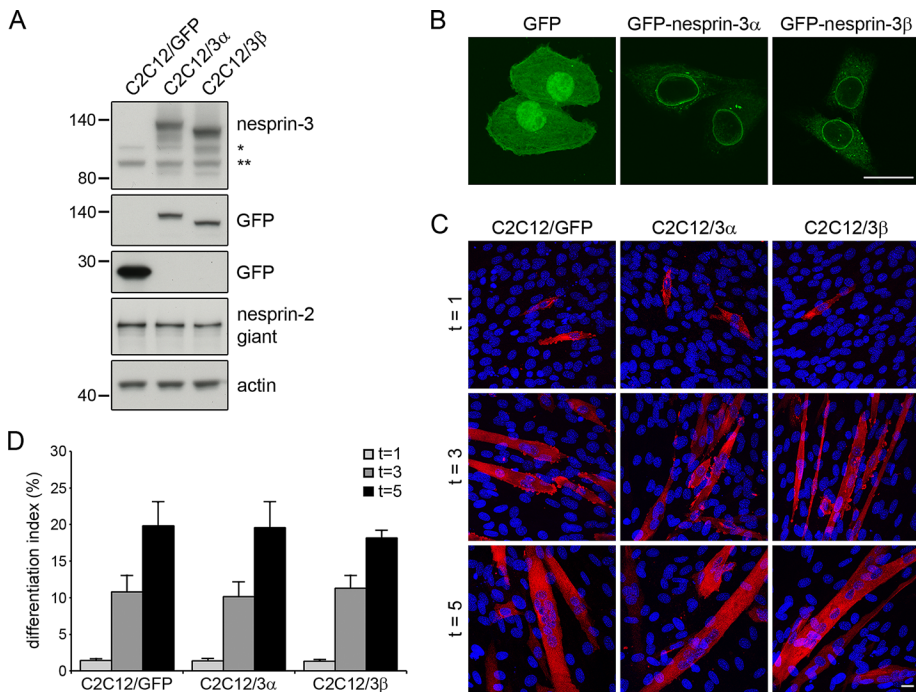 A
C2C12/GFP
C2C12/3α
C2C12/3β
140
80
nesprin-3
*
**
140
GFP
30
GFP
nesprin-2
giant
40
actin
B
GFP
GFP-nesprin-3α
GFP-nesprin-3β
C
C2C12/GFP
C2C12/3α
C2C12/3β
t = 1
t = 3
t = 5
D
differentiation index (%)
30
25
20
15
10
5
0
t=1
t=3
t=5
C2C12/GFP
C2C12/3α
C2C12/3β